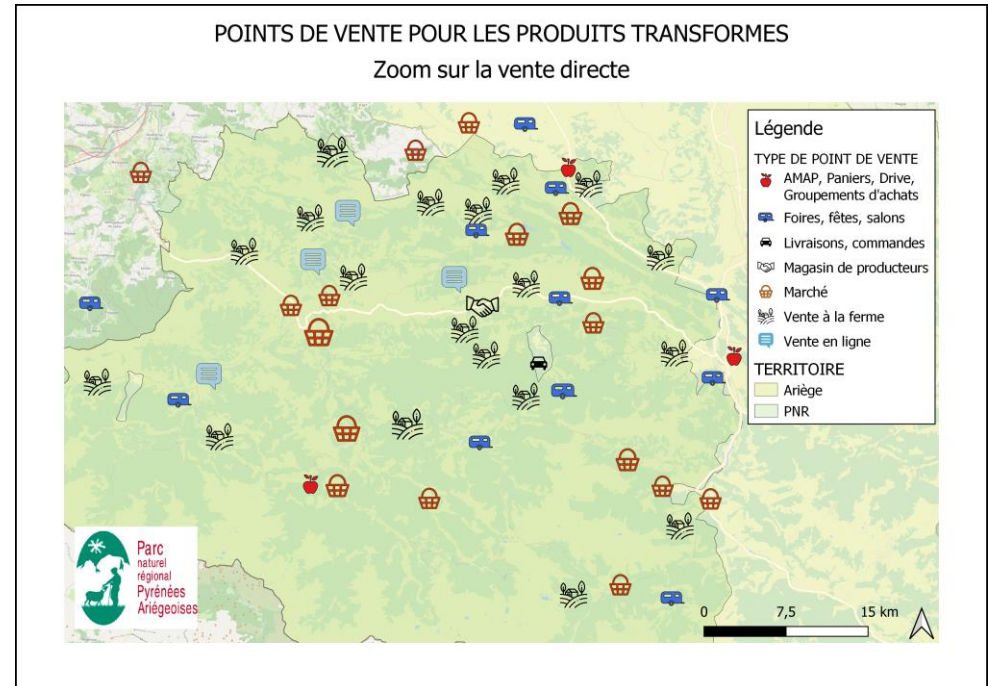 POINTS DE VENTE POUR LES PRODUITS TRANSFORMES
Zoom sur la vente directe
Légende
TYPE DE POINT DE VENTE
AMAP, Paniers, Drive,
Groupements d'achats
Foires, fêtes, salons
Livraisons, commandes
Magasin de producteurs
Marché
Vente à la ferme
Vente en ligne
TERRITOIRE
Ariège
PNR
Parc
naturel
régional
Pyrénées
Ariégeoises
0 7,5 15 km